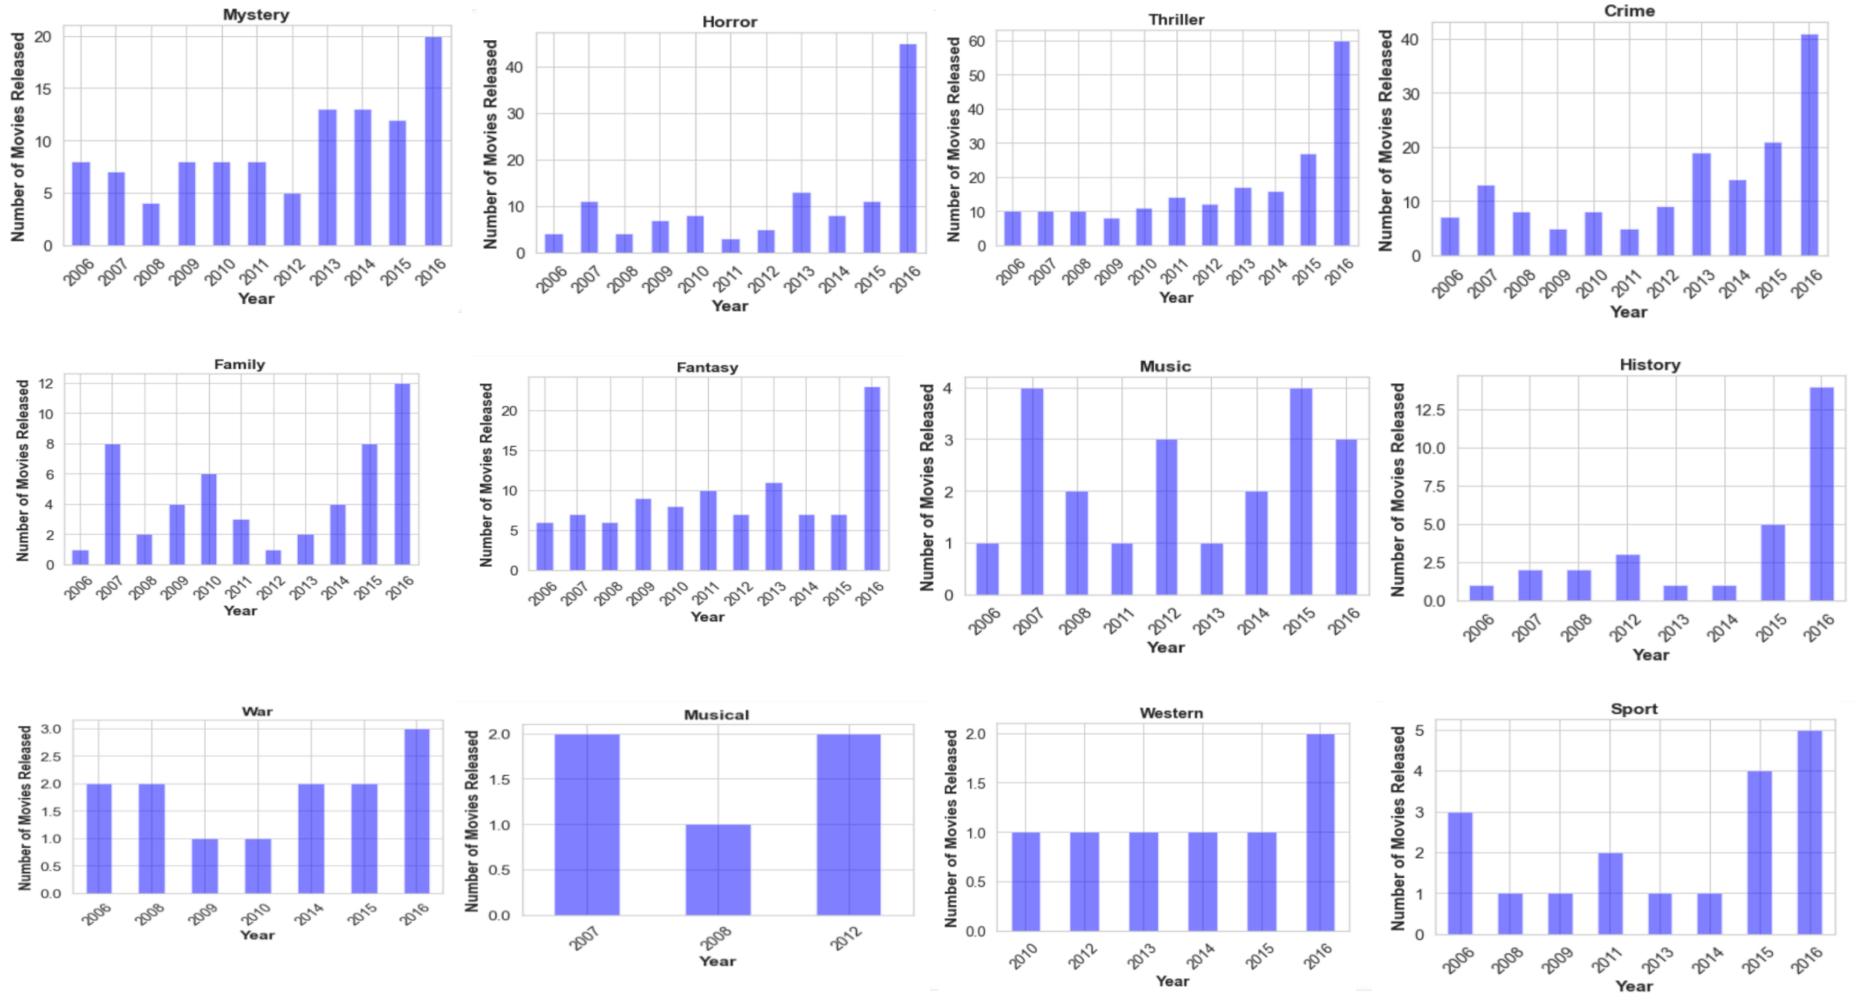 Mystery
Number of Movies Released
20
15
10
5
0
2006 2007 2008 2009 2010 2011 2012 2013 2014 2015 2016
Year
Horror
Number of Movies Released
40
30
20
10
0
2006 2007 2008 2009 2010 2011 2012 2013 2014 2015 2016
Year
Thriller
Number of Movies Released
60
50
40
30
20
10
0
2006 2007 2008 2009 2010 2011 2012 2013 2014 2015 2016
Year
Crime
Number of Movies Released
40
30
20
10
0
2006 2007 2008 2009 2010 2011 2012 2013 2014 2015 2016
Year
Family
Number of Movies Released
12
10
8
6
4
2
0
2006 2007 2008 2009 2010 2011 2012 2013 2014 2015 2016
Year
Fantasy
Number of Movies Released
20
15
10
5
0
2006 2007 2008 2009 2010 2011 2012 2013 2014 2015 2016
Year
Music
Number of Movies Released
4
3
2
1
0
2006 2007 2008 2011 2012 2013 2014 2015 2016
Year
History
Number of Movies Released
12.5
10.0
7.5
5.0
2.5
0.0
2006 2007 2008 2012 2013 2014 2015 2016
Year
War
Number of Movies Released
3.0
2.5
2.0
1.5
1.0
0.5
0.0
2006 2008 2009 2010 2014 2015 2016
Year
Musical
Number of Movies Released
2.0
1.5
1.0
0.5
0.0
2007 2008 2012
Year
Western
Number of Movies Released
2.0
1.5
1.0
0.5
0.0
2010 2012 2013 2014 2015 2016
Year
Sport
Number of Movies Released
5
4
3
2
1
0
2006 2008 2009 2011 2013 2014 2015 2016
Year